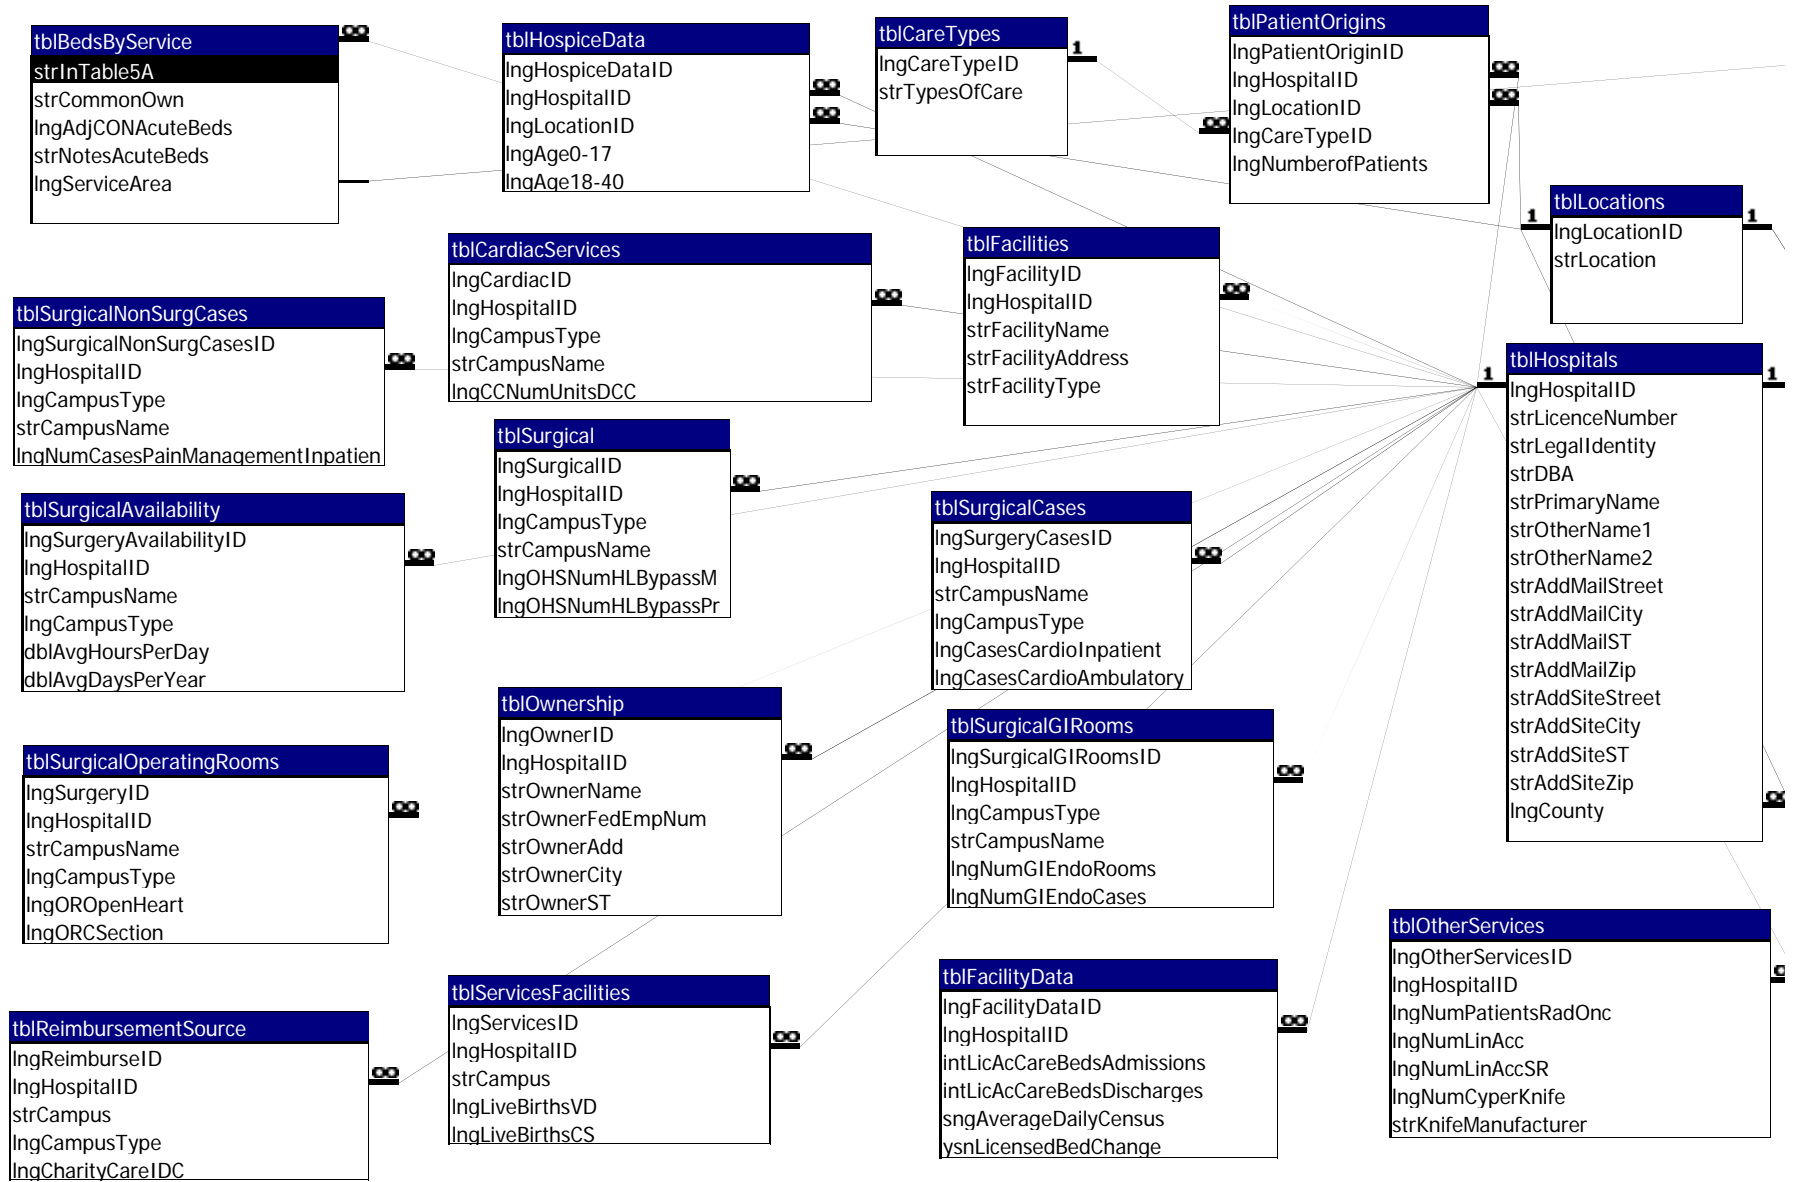 tblBedsByService
strInTable5A
strCommonOwn
lngAdjCONAcuteBeds
strNotesAcuteBeds
lngServiceArea
∞
tblHospiceData
lngHospiceDataID
lngHospitalID
lngLocationID
lngAge0-17
lngAge18-40
∞
∞
tblCareTypes
lngCareTypeID
strTypesOfCare
1
∞
tblPatientOrigins
lngPatientOriginID
lngHospitalID
lngLocationID
lngCareTypeID
lngNumberofPatients
∞
∞
1
tblLocations
lngLocationID
strLocation
1
tblCardiacServices
lngCardiacID
lngHospitalID
lngCampusType
strCampusName
lngCCNumUnitsDCC
∞
tblFacilities
lngFacilityID
lngHospitalID
strFacilityName
strFacilityAddress
strFacilityType
∞
tblSurgicalNonSurgCases
lngSurgicalNonSurgCasesID
lngHospitalID
lngCampusType
strCampusName
lngNumCasesPainManagementInpatien
∞
1
tblHospitals
lngHospitalID
strLicenceNumber
strLegalIdentity
strDBA
strPrimaryName
strOtherName1
strOtherName2
strAddMailStreet
strAddMailCity
strAddMailST
strAddMailZip
strAddSiteStreet
strAddSiteCity
strAddSiteST
strAddSiteZip
lngCounty
1
∞
tblSurgical
lngSurgicalID
lngHospitalID
lngCampusType
strCampusName
lngOHSNumHLBypassM
lngOHSNumHLBypassPr
∞
tblSurgicalAvailability
lngSurgeryAvailabilityID
lngHospitalID
strCampusName
lngCampusType
dblAvgHoursPerDay
dblAvgDaysPerYear
∞
tblSurgicalCases
lngSurgeryCasesID
lngHospitalID
strCampusName
lngCampusType
lngCasesCardioInpatient
lngCasesCardioAmbulatory
∞
tblOwnership
lngOwnerID
lngHospitalID
strOwnerName
strOwnerFedEmpNum
strOwnerAdd
strOwnerCity
strOwnerST
∞
tblSurgicalGIRooms
lngSurgicalGIRoomsID
lngHospitalID
lngCampusType
strCampusName
lngNumGIEndoRooms
lngNumGIEndoCases
∞
tblSurgicalOperatingRooms
lngSurgeryID
lngHospitalID
strCampusName
lngCampusType
lngOROpenHeart
lngORCSection
∞
tblOtherServices
lngOtherServicesID
lngHospitalID
lngNumPatientsRadOnc
lngNumLinAcc
lngNumLinAccSR
lngNumCyperKnife
strKnifeManufacturer
tblFacilityData
lngFacilityDataID
lngHospitalID
intLicAcCareBedsAdmissions
intLicAcCareBedsDischarges
sngAverageDailyCensus
ysnLicensedBedChange
∞
tblServicesFacilities
lngServicesID
lngHospitalID
strCampus
lngLiveBirthsVD
lngLiveBirthsCS
∞
tblReimbursementSource
lngReimburseID
lngHospitalID
strCampus
lngCampusType
lngCharityCareIDC
∞